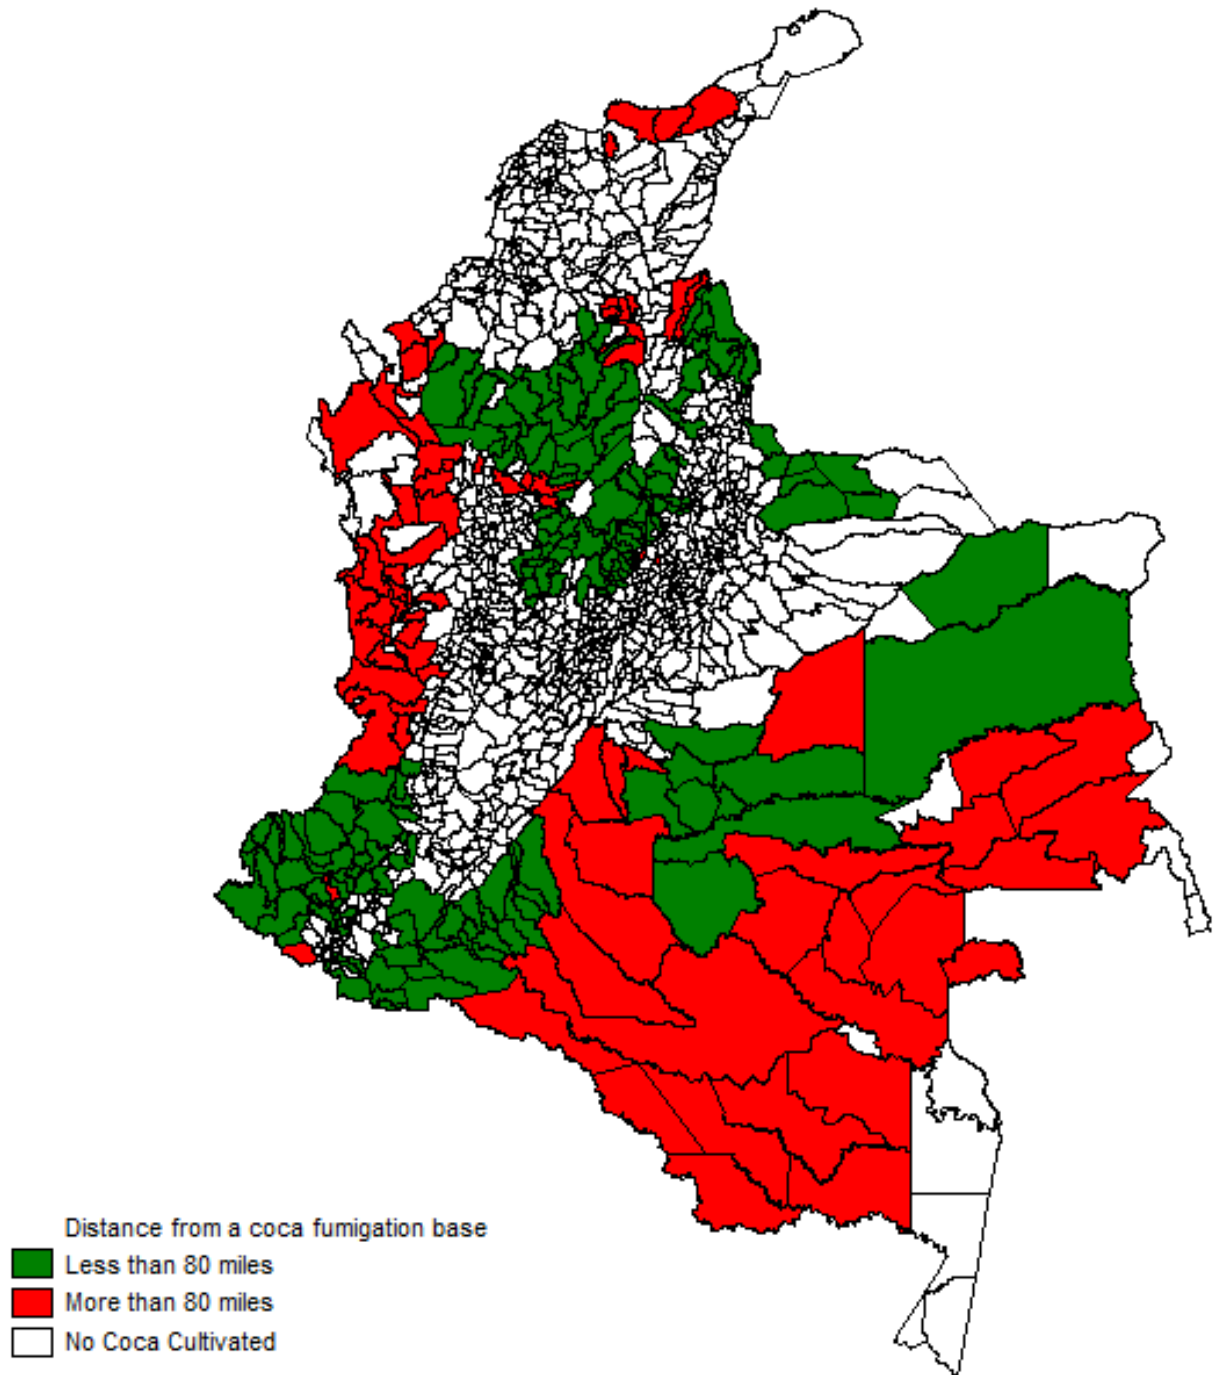 Distance from a coca fumigation base
Less than 80 miles
More than 80 miles
No Coca Cultivated